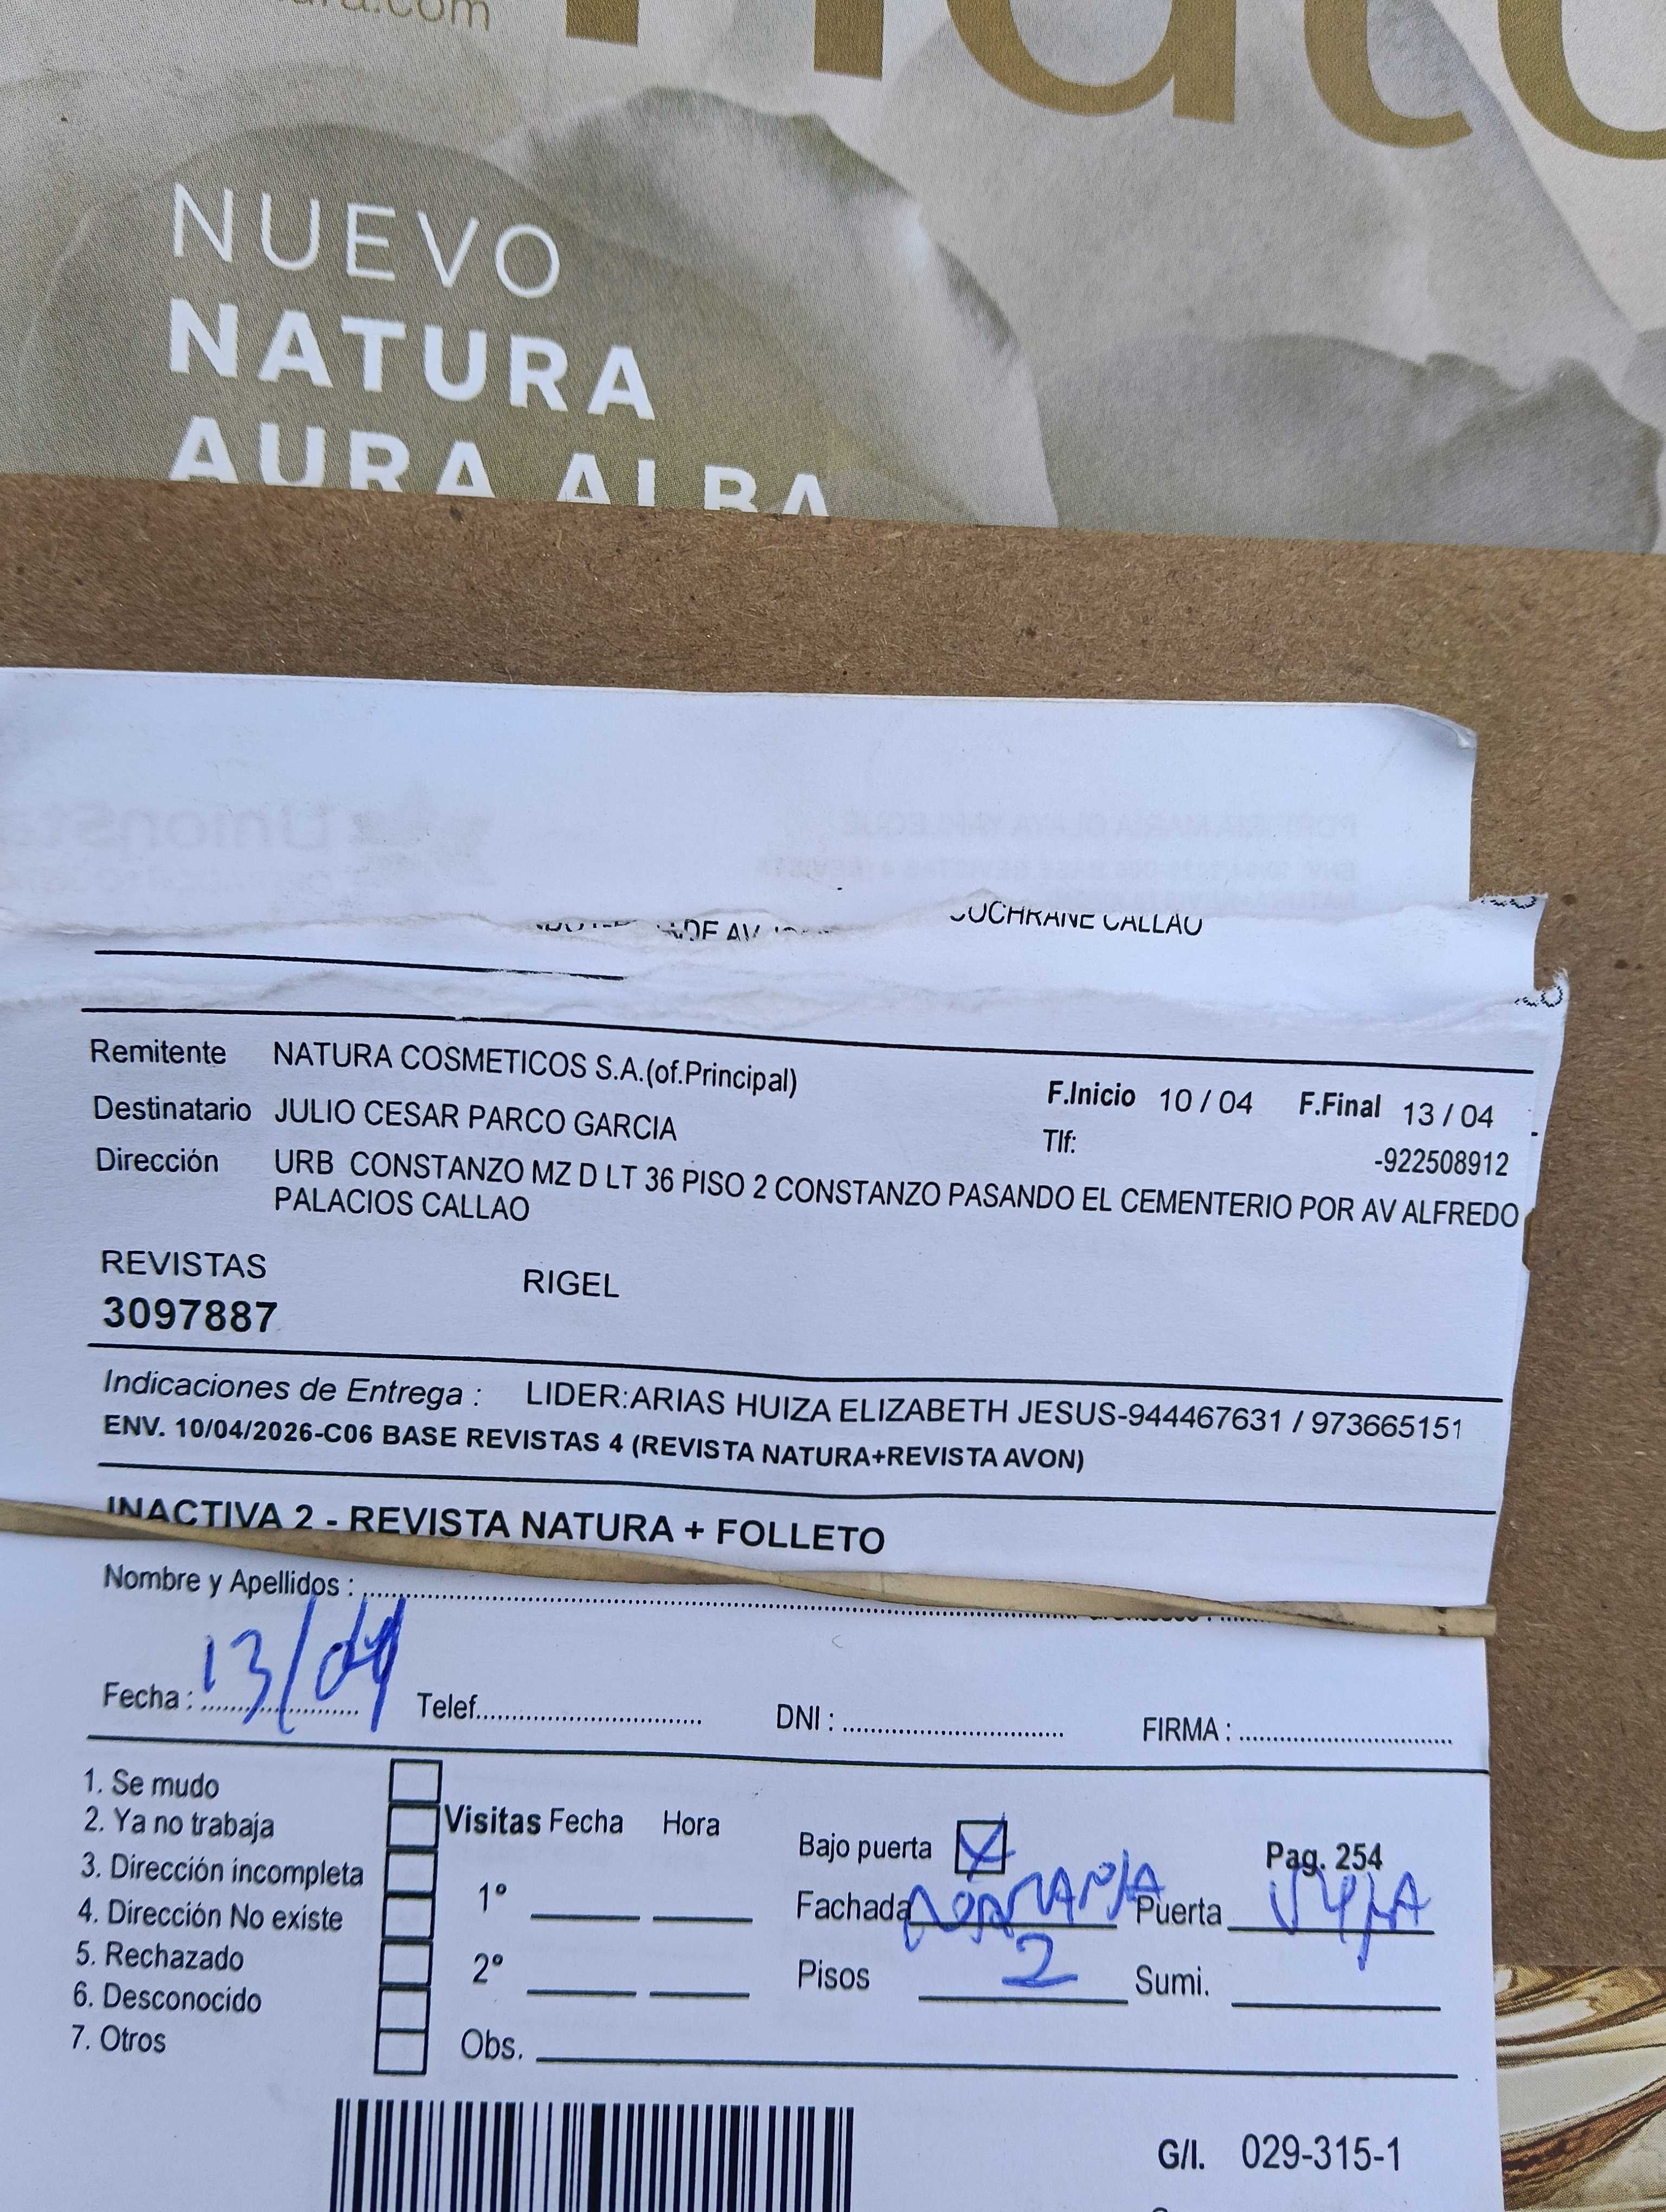 NUEVO
NATURA
AURA ALBA
COCHRANE CALLAO
Remitente NATURA COSMETICOS S.A.(of.Principal)
F.Inicio 10 / 04 F.Final 13 / 04
Destinatario JULIO CESAR PARCO GARCIA
Tlf: -922508912
Dirección URB CONSTANZO MZ D LT 36 PISO 2 CONSTANZO PASANDO EL CEMENTERIO POR AV ALFREDO
PALACIOS CALLAO
REVISTAS RIGEL
3097887
Indicaciones de Entrega : LIDER:ARIAS HUIZA ELIZABETH JESUS-944467631 / 973665151
ENV. 10/04/2026-C06 BASE REVISTAS 4 (REVISTA NATURA+REVISTA AVON)
INACTIVA 2 - REVISTA NATURA + FOLLETO
Nombre y Apellidos :
Fecha : 13/04 Telef. DNI : FIRMA :
1. Se mudo
2. Ya no trabaja
3. Dirección incompleta
4. Dirección No existe
5. Rechazado
6. Desconocido
7. Otros
Visitas Fecha Hora
1º
2º
Obs.
Bajo puerta Pag. 254
Fachada Puerta
Pisos 2 Sumi.
G/I. 029-315-1